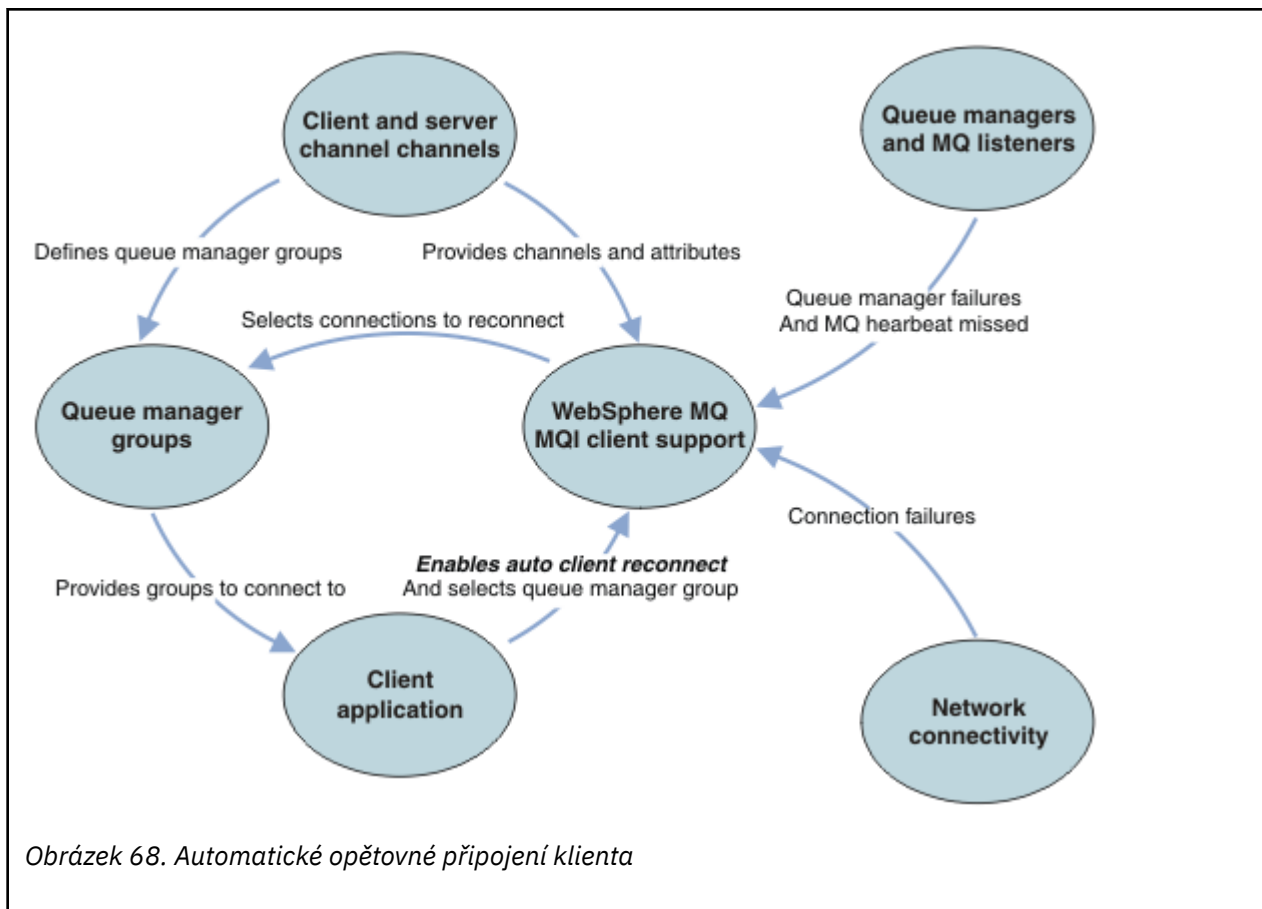 Client and server
channel channels
Queue managers
and MQ listeners
Defines queue manager groups
Provides channels and attributes
Queue manager failures
And MQ hearbeat missed
Selects connections to reconnect
Queue manager
groups
WebSphere MQ
MQI client support
Connection failures
Enables auto client reconnect
And selects queue manager group
Provides groups to connect to
Client
application
Network
connectivity
Obrázek 68. Automatické opětovné připojení klienta